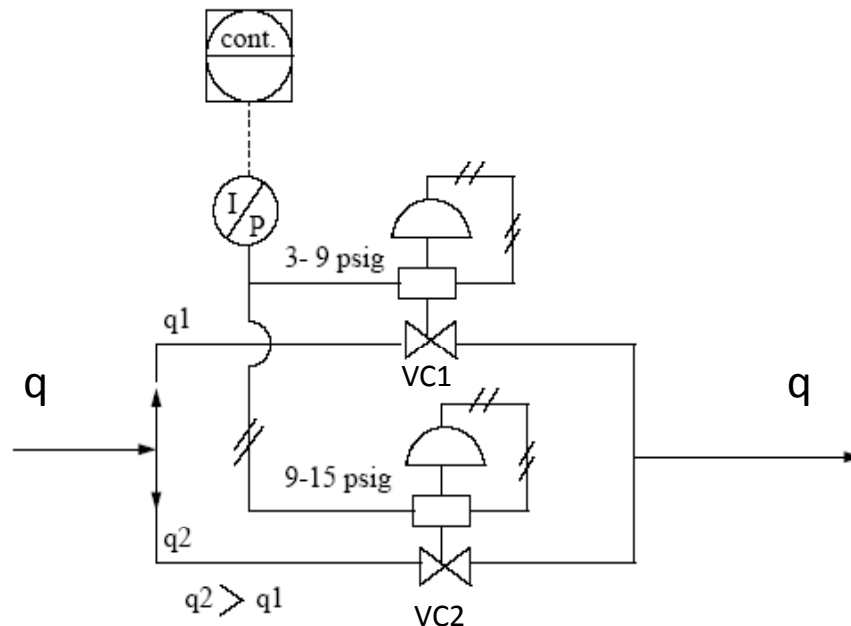 cont.
I
P
3- 9 psig
q1
VC1
q
q
9-15 psig
q2
q2 > q1
VC2